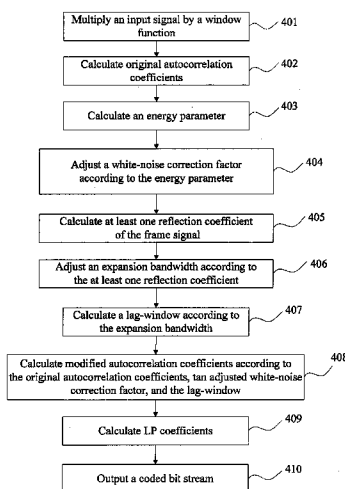 Multiply an input signal by a window
function
401
Calculate original autocorrelation
coefficients
402
Calculate an energy parameter
403
Adjust a white-noise correction factor
according to the energy parameter
404
Calculate at least one reflection coefficient
of the frame signal
405
Adjust an expansion bandwidth according to
the at least one reflection coefficient
406
Calculate a lag-window according to
the expansion bandwidth
407
Calculate modified autocorrelation coefficients according to
the original autocorrelation coefficients, tan adjusted white-noise
correction factor, and the lag-window
408
Calculate LP coefficients
409
Output a coded bit stream
410